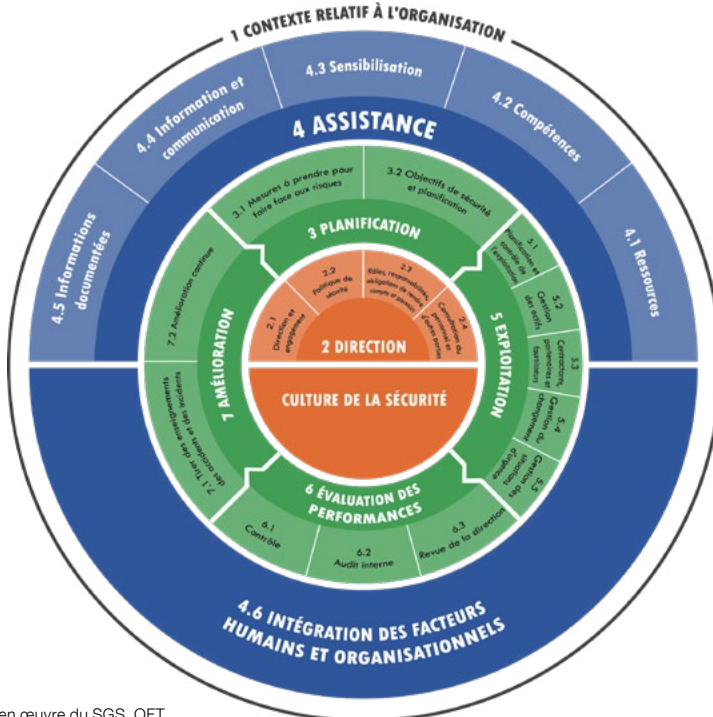 1 CONTEXTE RELATIF À L'ORGANISATION
4.3 Sensibilisation
4.4 Information et
communication
4.2 Compétences
4 ASSISTANCE
4.5 Informations
documentées
4.1 Ressources
3.1 Mesures à prendre pour
faire face aux risques
3.2 Objectifs de sécurité
et planification
3 PLANIFICATION
7.2 Amélioration continue
7.1 Tirer des enseignements
des accidents et des incidents
7 AMÉLIORATION
2.1
Direction et
engagement
2.2
Politique de
sécurité
2.3
Rôles, responsabilités,
obligations de rendre
compte et pouvoirs
2.4
Consultation du
personnel et
d'autres parties
2 DIRECTION
CULTURE DE LA SÉCURITÉ
5 EXPLOITATION
5.1
Planification et
contrôle de
l'exploitation
5.2
Gestion
des actifs
5.3
Contractants,
partenaires et
fournisseurs
5.4
Gestion du
changement
5.5
Gestion des
situations
d'urgence
6 ÉVALUATION DES
PERFORMANCES
6.1
Contrôle
6.2
Audit interne
6.3
Revue de la direction
4.6 INTÉGRATION DES FACTEURS
HUMAINS ET ORGANISATIONNELS
en œuvre du SGS, OFT